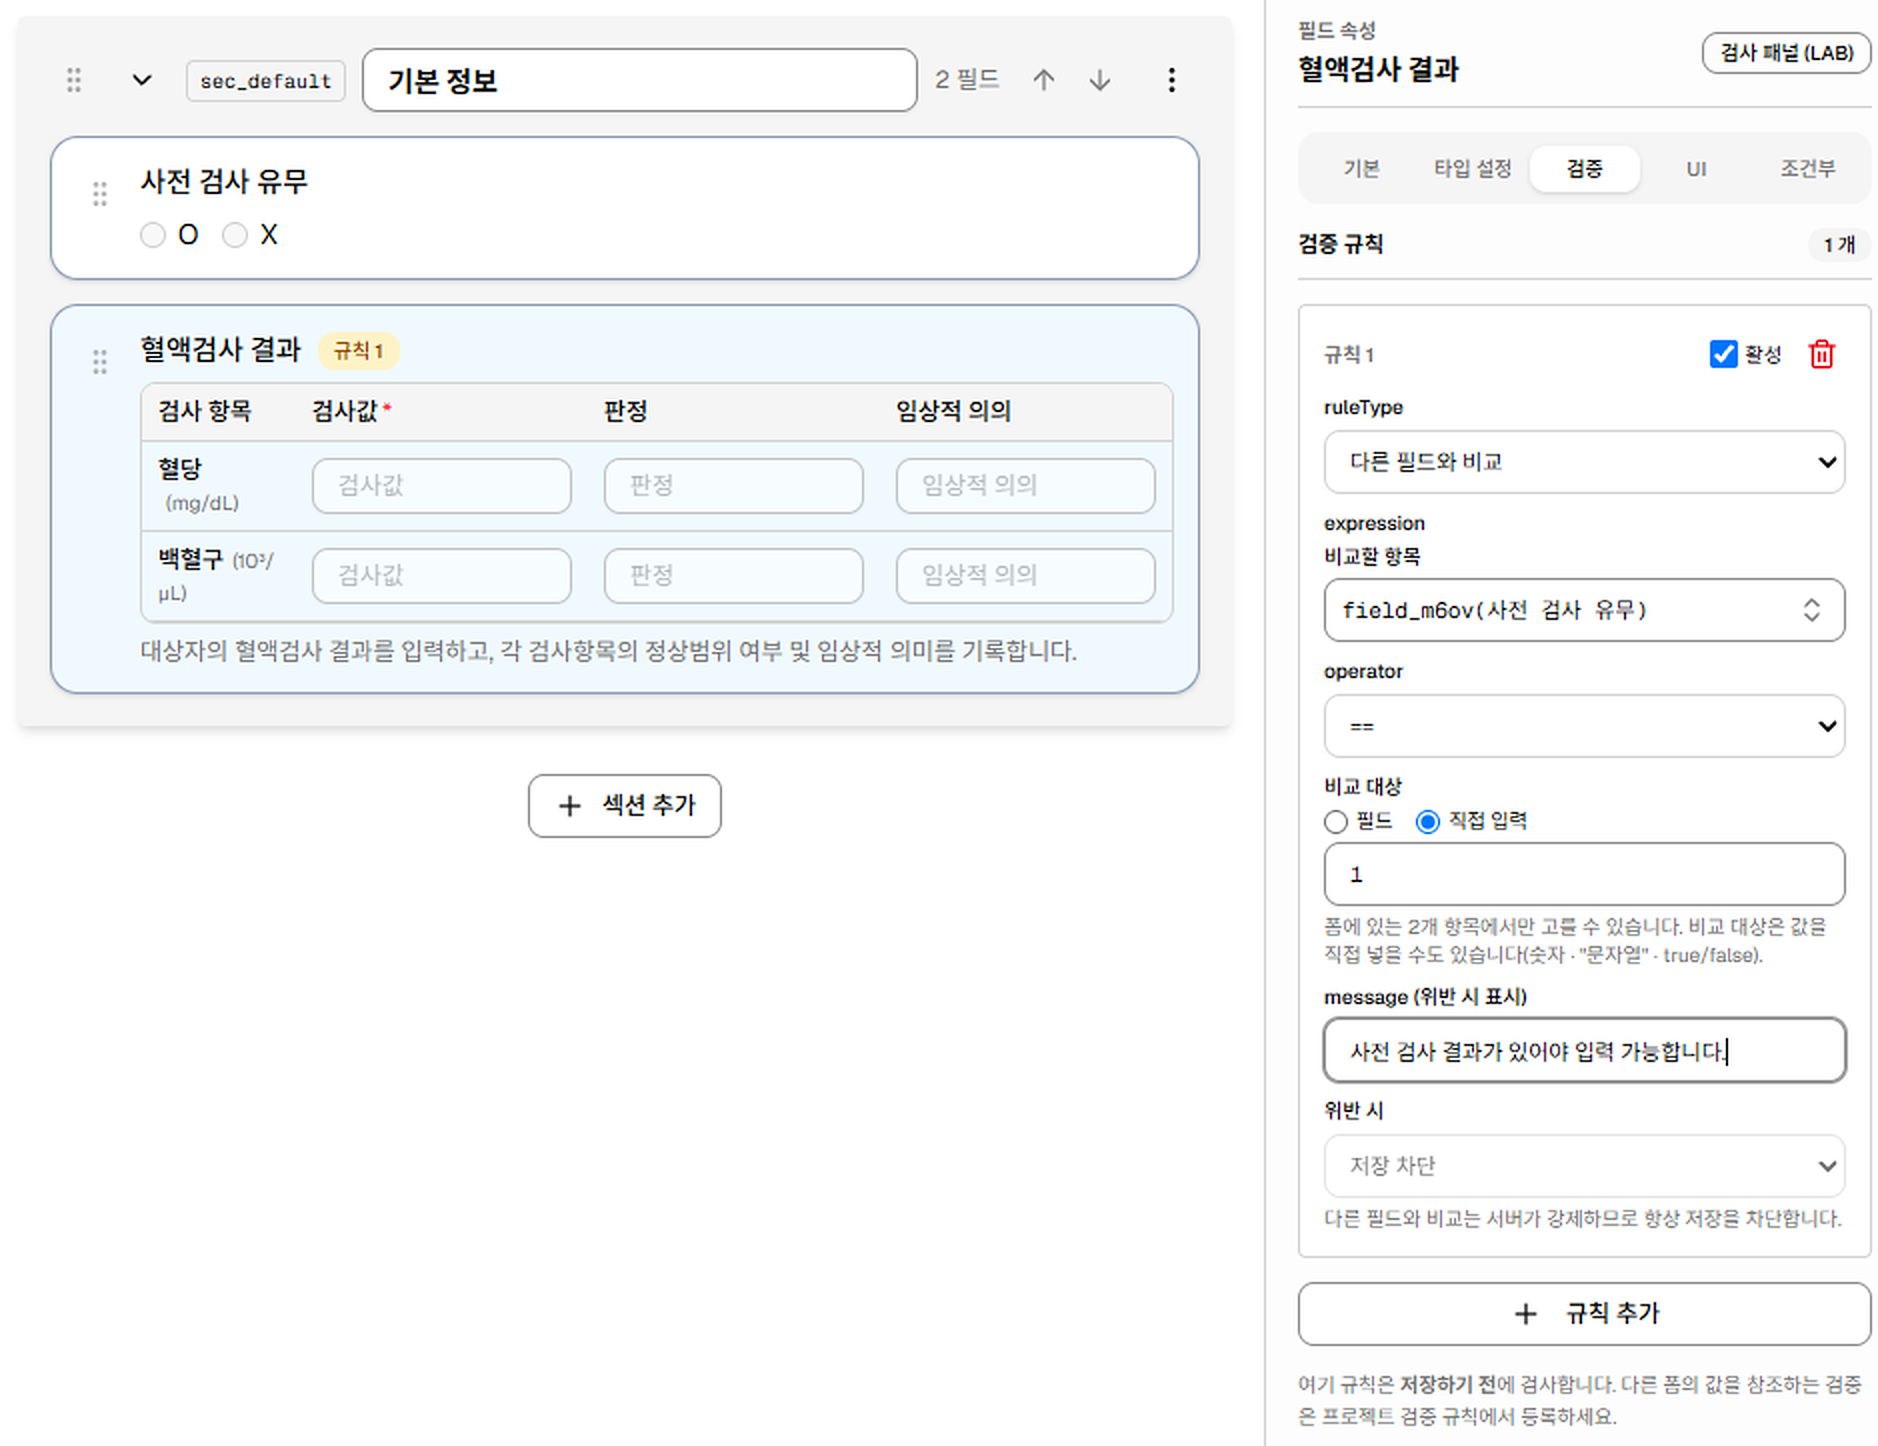 sec_default
기본 정보
2 필드
사전 검사 유무
O X
혈액검사 결과 규칙 1
검사 항목 검사값 * 판정 임상적 의의
혈당
(mg/dL)
검사값 판정 임상적 의의
백혈구 (10³/
μL)
검사값 판정 임상적 의의
대상자의 혈액검사 결과를 입력하고, 각 검사항목의 정상범위 여부 및 임상적 의미를 기록합니다.
+ 섹션 추가
필드 속성
혈액검사 결과
검사 패널 (LAB)
기본 타입 설정 검증 UI 조건부
검증 규칙 1 개
규칙 1 활성
ruleType
다른 필드와 비교
expression
비교할 항목
field_m6ov(사전 검사 유무)
operator
==
비교 대상
필드 직접 입력
1
폼에 있는 2개 항목에서만 고를 수 있습니다. 비교 대상은 값을
직접 넣을 수도 있습니다(숫자 · "문자열" · true/false).
message (위반 시 표시)
사전 검사 결과가 있어야 입력 가능합니다.
위반 시
저장 차단
다른 필드와 비교는 서버가 강제하므로 항상 저장을 차단합니다.
+ 규칙 추가
여기 규칙은 저장하기 전에 검사합니다. 다른 폼의 값을 참조하는 검증
은 프로젝트 검증 규칙에서 등록하세요.